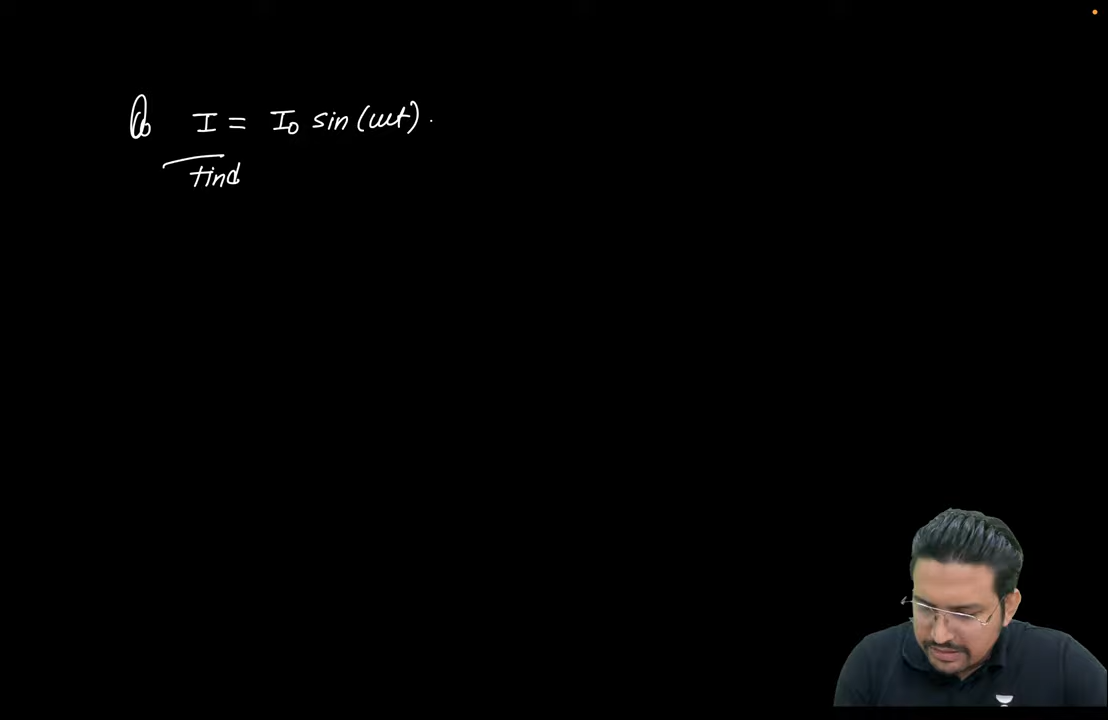 Q I = I₀ sin(ωt).
find